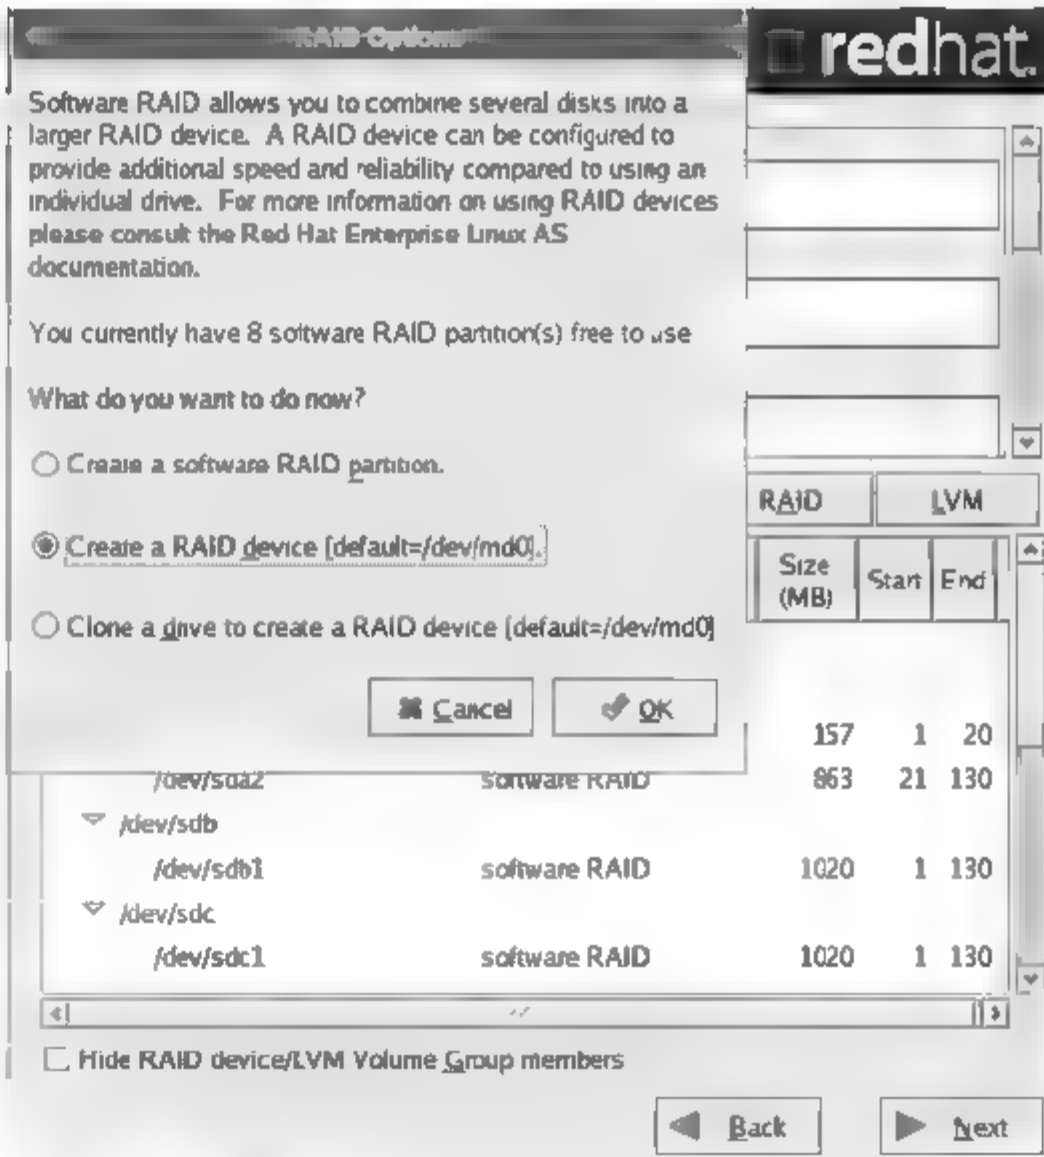 RAID Options
redhat.
Software RAID allows you to combine several disks into a
larger RAID device. A RAID device can be configured to
provide additional speed and reliability compared to using an
individual drive. For more information on using RAID devices
please consult the Red Hat Enterprise Linux AS
documentation.
You currently have 8 software RAID partition(s) free to use
What do you want to do now?
Create a software RAID partition.
Create a RAID device [default=/dev/md0].
Clone a drive to create a RAID device [default=/dev/md0]
Cancel OK
RAID LVM
Size (MB) Start End
157 1 20
/dev/sda2 software RAID 863 21 130
/dev/sdb
/dev/sdb1 software RAID 1020 1 130
/dev/sdc
/dev/sdc1 software RAID 1020 1 130
Hide RAID device/LVM Volume Group members
Back Next